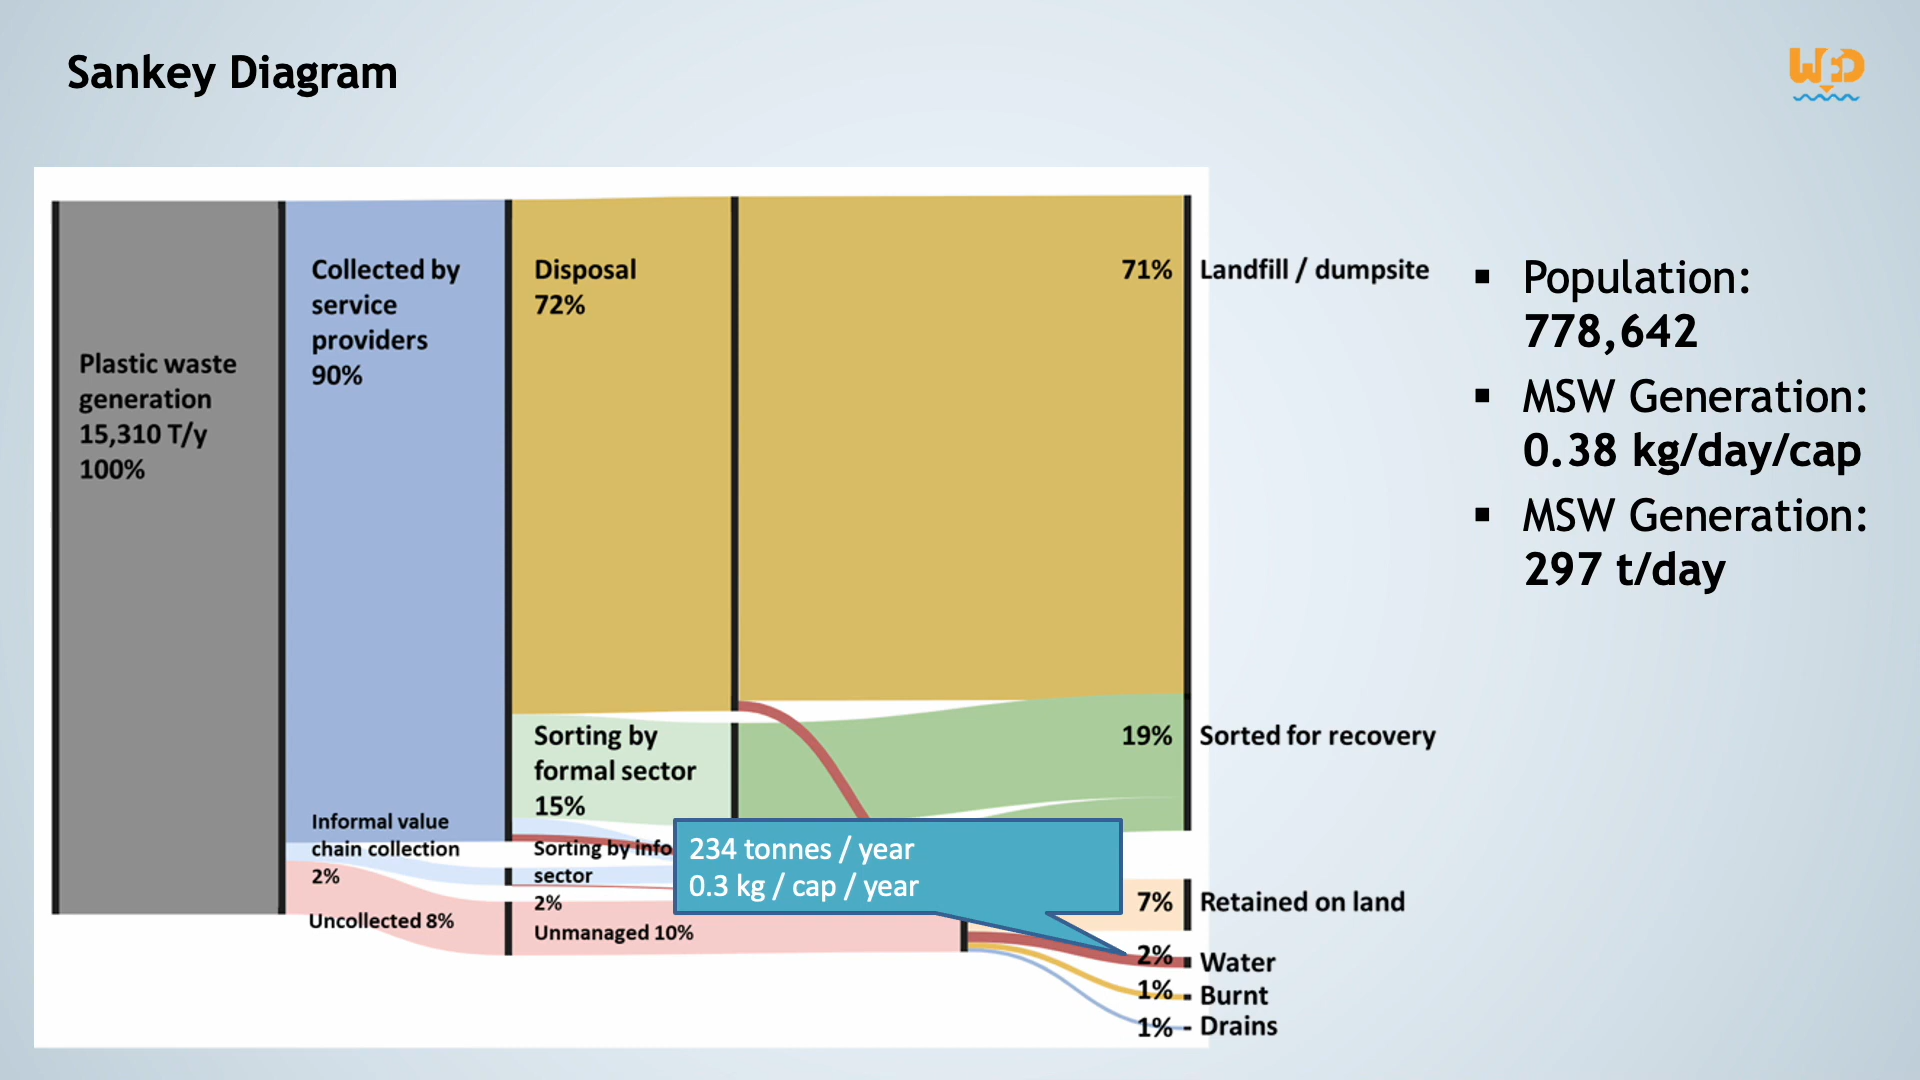 Sankey Diagram
Plastic waste
generation
15,310 T/y
100%
Collected by
service
providers
90%
Informal value
chain collection
2%
Uncollected 8%
Disposal
72%
Sorting by
formal sector
15%
Sorting by info
sector
2%
Unmanaged 10%
234 tonnes / year
0.3 kg / cap / year
71% Landfill / dumpsite
19% Sorted for recovery
7% Retained on land
2% Water
1% Burnt
1% Drains
▪ Population:
778,642
▪ MSW Generation:
0.38 kg/day/cap
▪ MSW Generation:
297 t/day